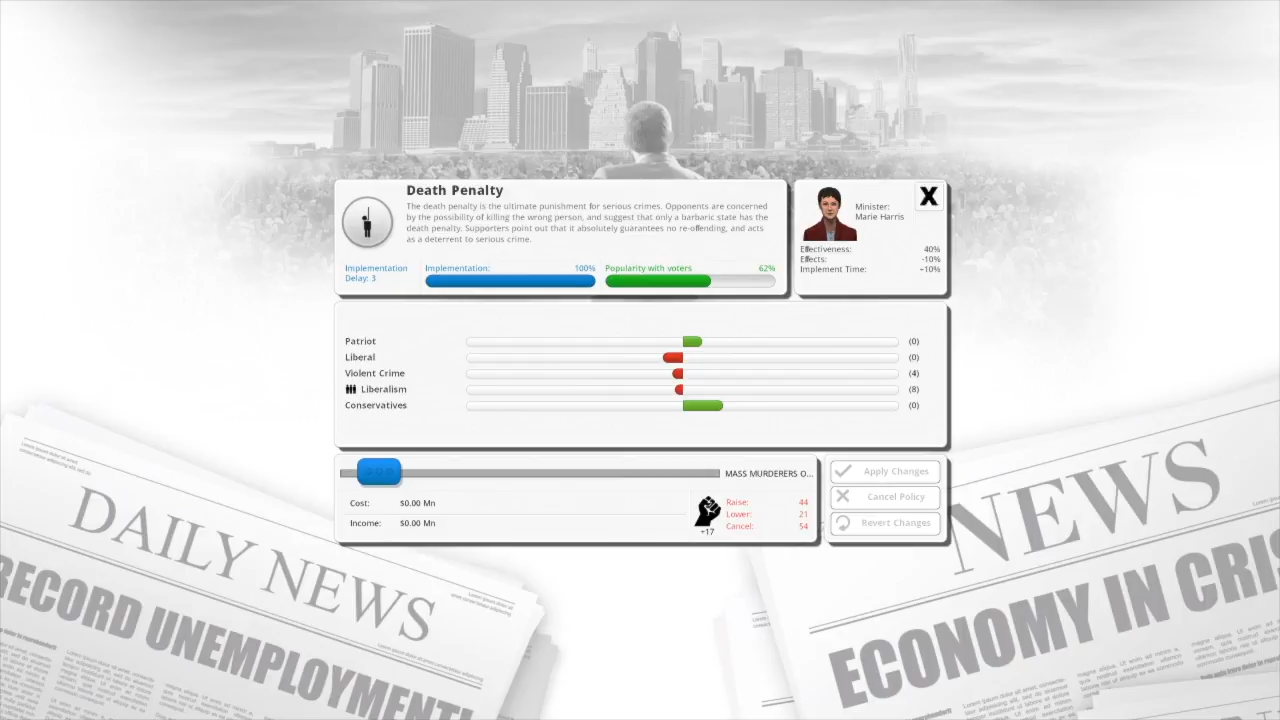 Death Penalty
The death penalty is the ultimate punishment for serious crimes. Opponents are concerned
by the possibility of killing the wrong person, and suggest that only a barbaric state has the
death penalty. Supporters point out that it absolutely guarantees no re-offending, and acts
as a deterrent to serious crime.
Implementation
Delay: 3
Implementation: 100%
Popularity with voters 62%
Minister:
Marie Harris
X
Effectiveness: 40%
Effects: -10%
Implement Time: +10%
Patriot (0)
Liberal (0)
Violent Crime (4)
Liberalism (8)
Conservatives (0)
MASS MURDERERS O...
Cost: $0.00 Mn
Income: $0.00 Mn
+17
Raise: 44
Lower: 21
Cancel: 54
Apply Changes
Cancel Policy
Revert Changes
DAILY NEWS
RECORD UNEMPLOYMENT!
NEWS
ECONOMY IN CRIS